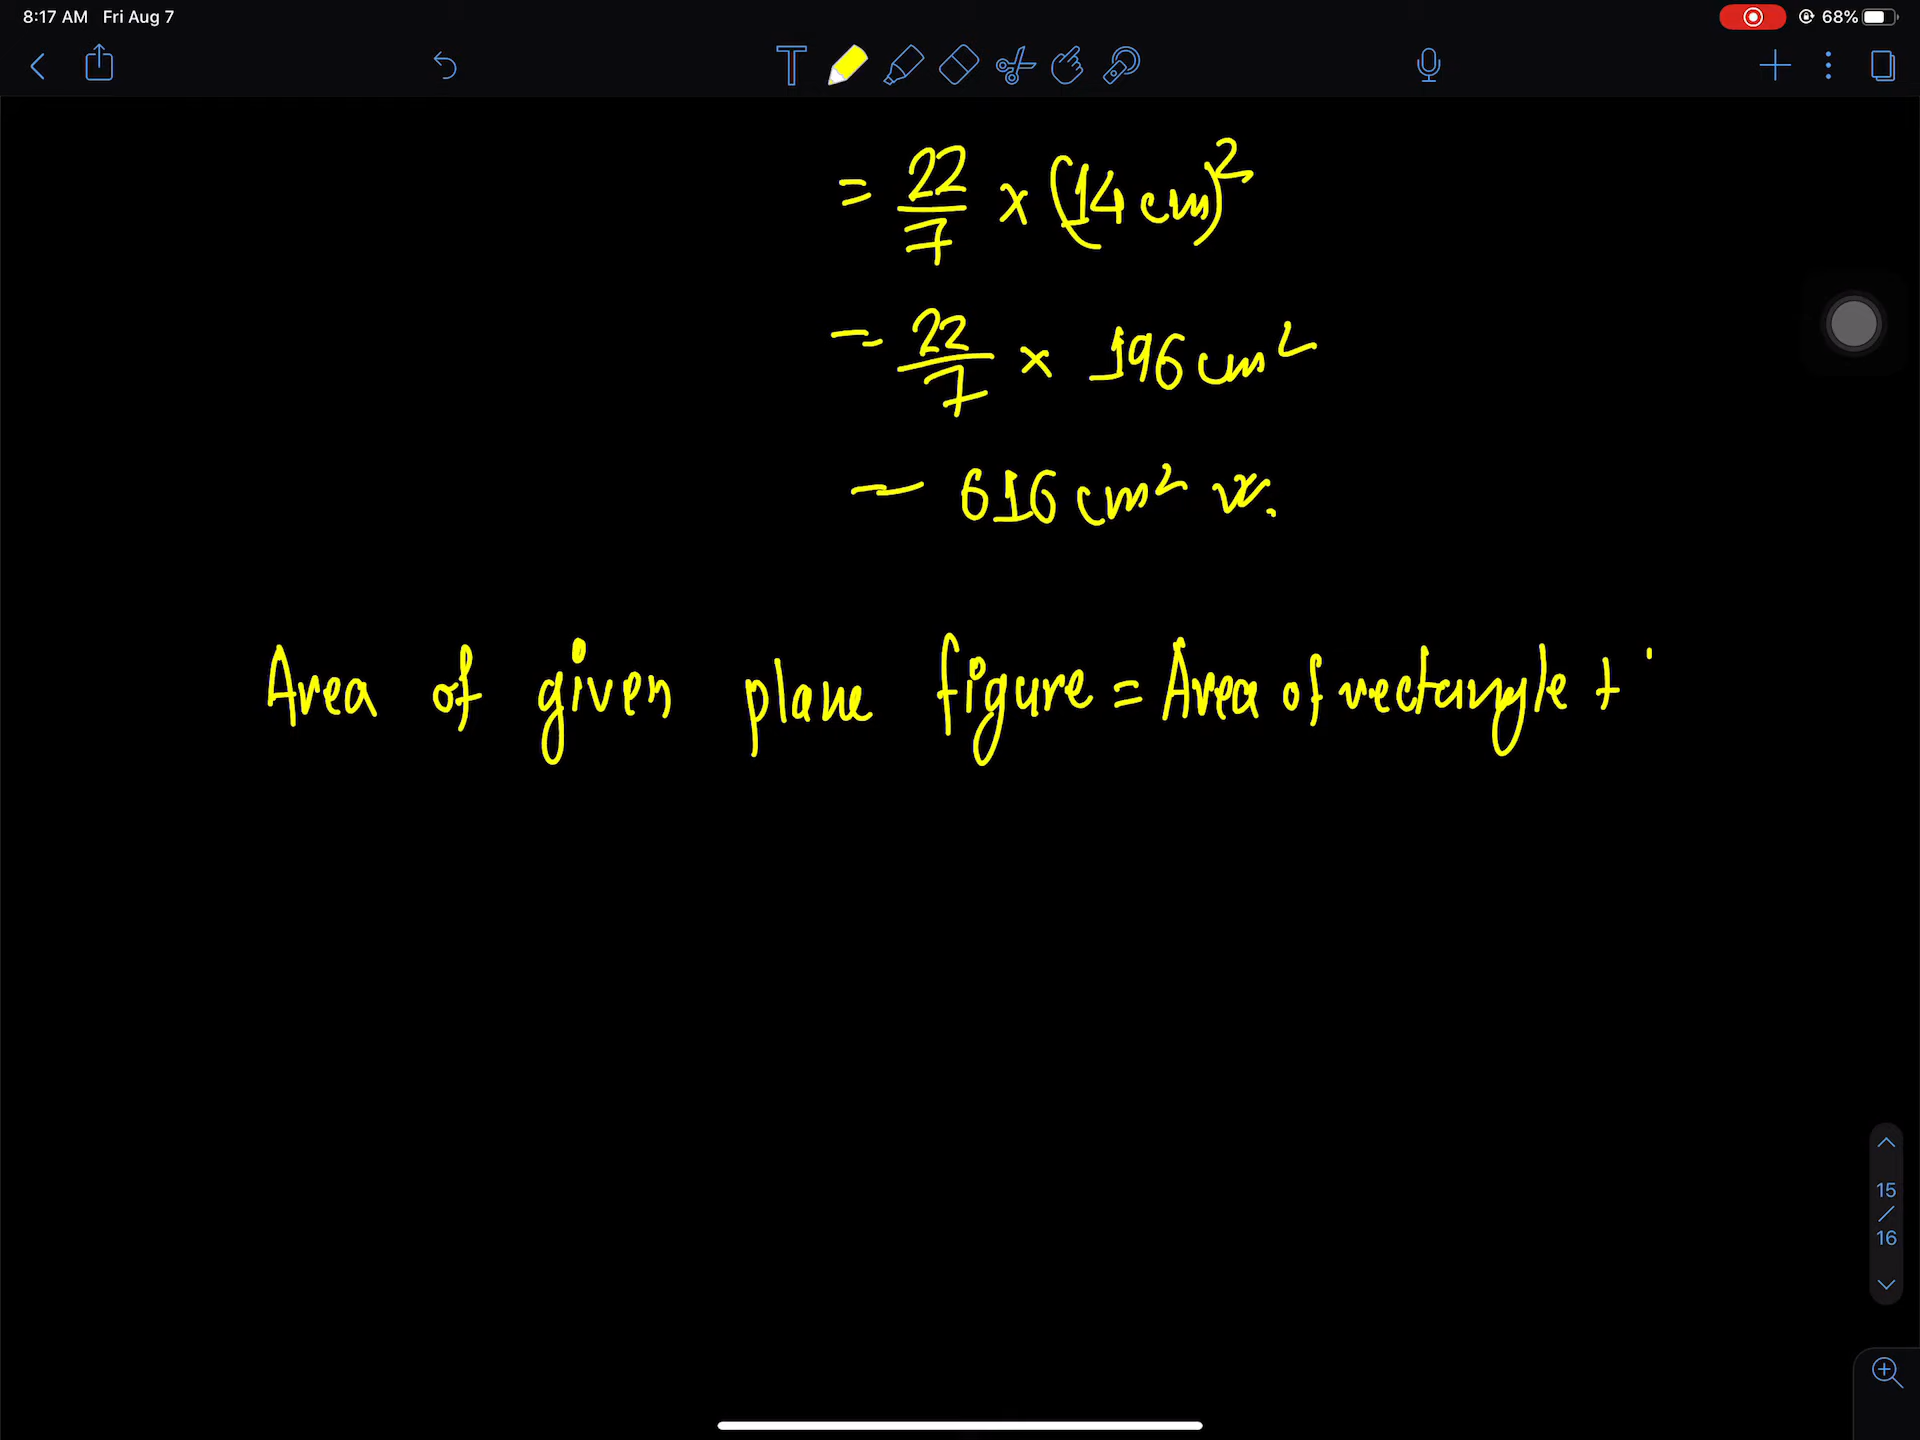 8:17 AM Fri Aug 7 68%
= 22/7 × (14 cm)²
= 22/7 × 196 cm²
= 616 cm²
Area of given plane figure = Area of rectangle +
15
/
16